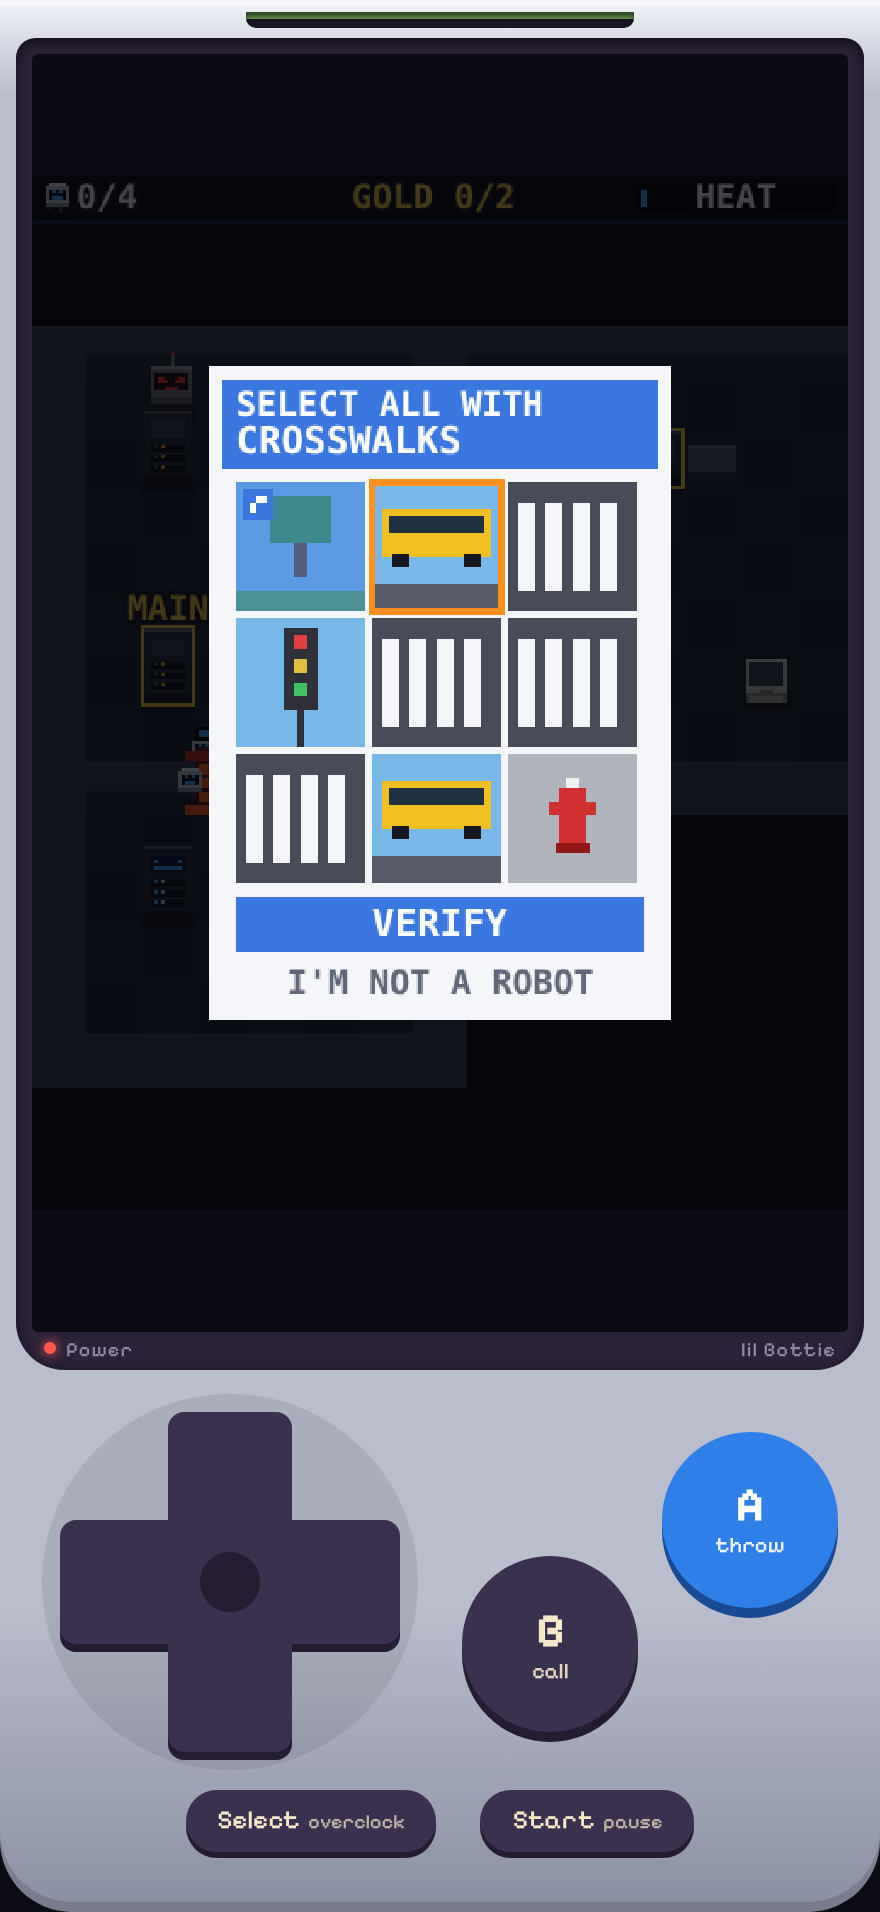 0/4 GOLD 0/2 HEAT
SELECT ALL WITH
CROSSWALKS
MAIN
VERIFY
I'M NOT A ROBOT
Power lil Bottie
A
throw
B
call
Select overclock Start pause